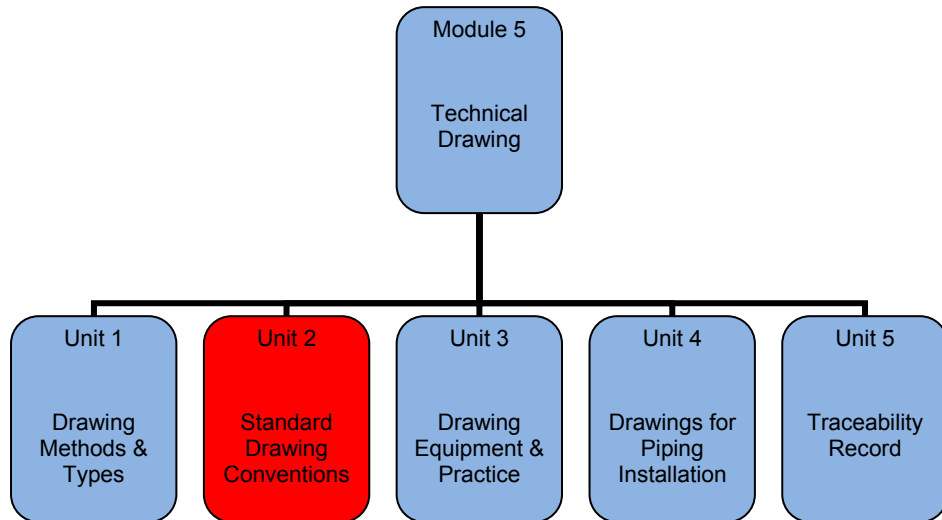 Module 5
Technical
Drawing
Unit 1
Drawing
Methods &
Types
Unit 2
Standard
Drawing
Conventions
Unit 3
Drawing
Equipment &
Practice
Unit 4
Drawings for
Piping
Installation
Unit 5
Traceability
Record